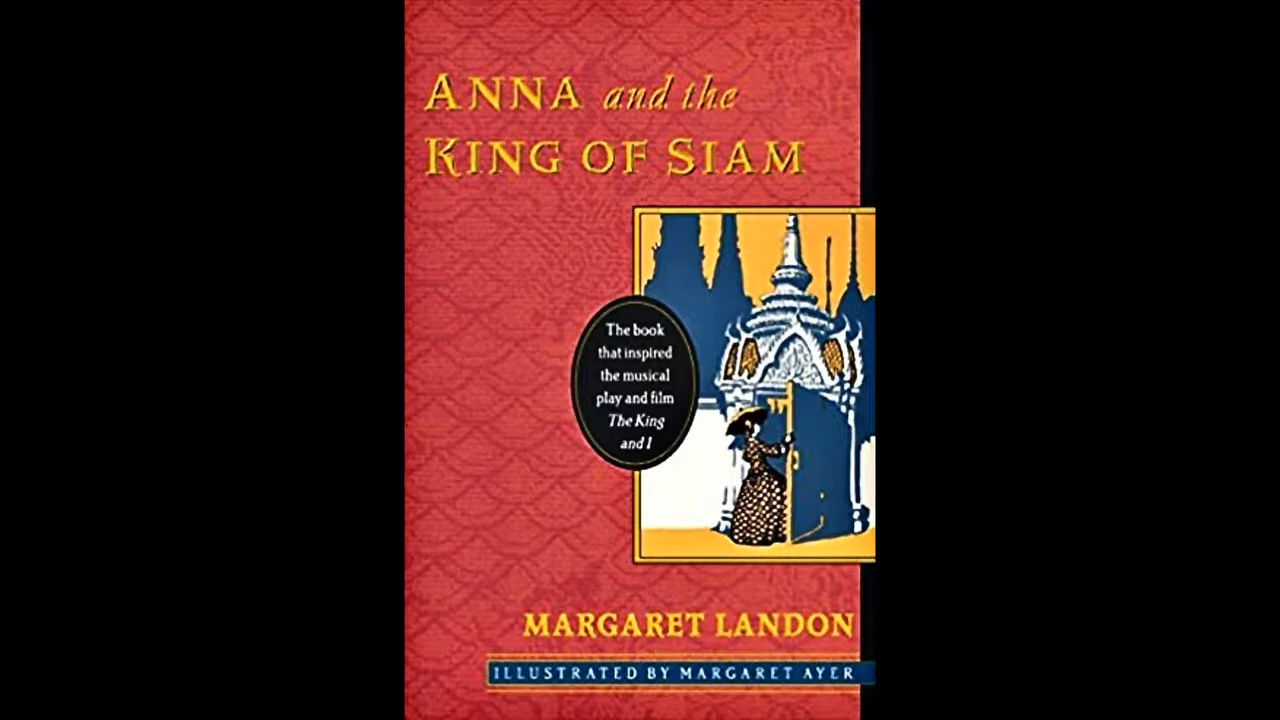 ANNA and the
KING OF SIAM
The book
that inspired
the musical
play and film
The King
and I
MARGARET LANDON
ILLUSTRATED BY MARGARET AYER